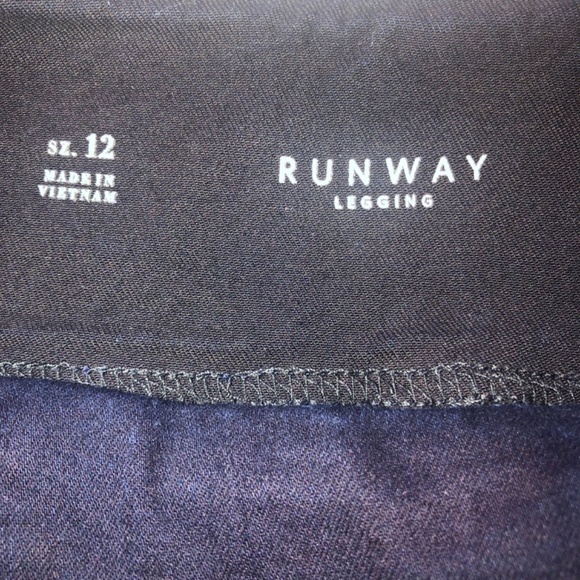 sz. 12
MADE IN
VIETNAM
RUNWAY
LEGGING